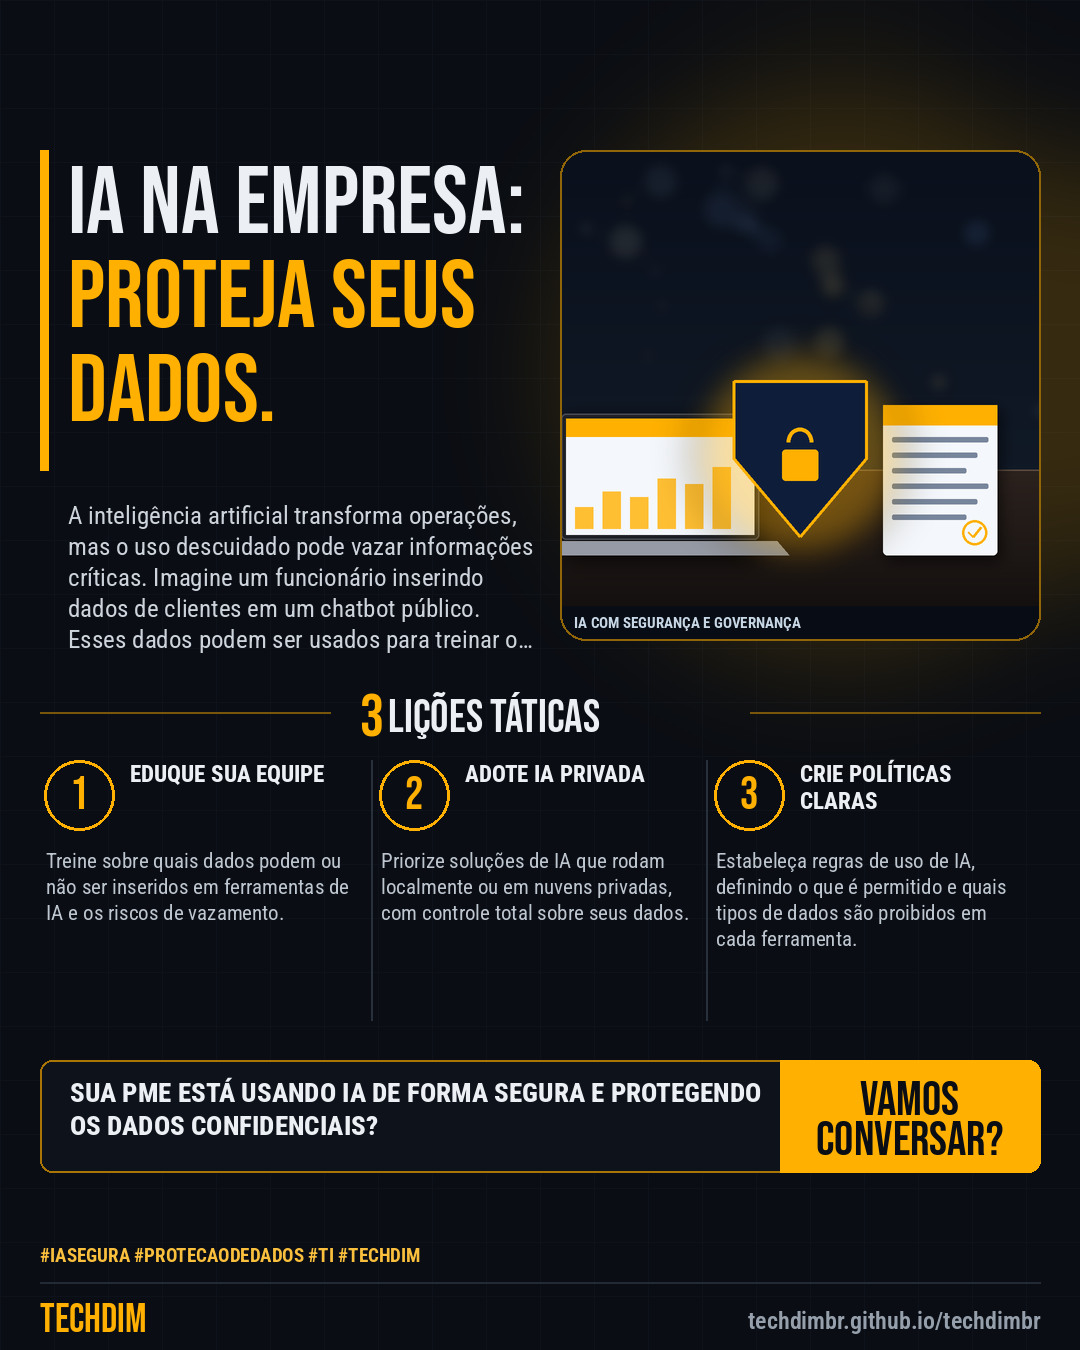 IA NA EMPRESA:
PROTEJA SEUS
DADOS.
A inteligência artificial transforma operações,
mas o uso descuidado pode vazar informações
críticas. Imagine um funcionário inserindo
dados de clientes em um chatbot público.
Esses dados podem ser usados para treinar o…
IA COM SEGURANÇA E GOVERNANÇA
3 LIÇÕES TÁTICAS
1
EDUQUE SUA EQUIPE
Treine sobre quais dados podem ou
não ser inseridos em ferramentas de
IA e os riscos de vazamento.
2
ADOTE IA PRIVADA
Priorize soluções de IA que rodam
localmente ou em nuvens privadas,
com controle total sobre seus dados.
3
CRIE POLÍTICAS
CLARAS
Estabeleça regras de uso de IA,
definindo o que é permitido e quais
tipos de dados são proibidos em
cada ferramenta.
SUA PME ESTÁ USANDO IA DE FORMA SEGURA E PROTEGENDO
OS DADOS CONFIDENCIAIS?
VAMOS
CONVERSAR?
#IASEGURA #PROTECAODEDADOS #TI #TECHDIM
TECHDIM
techdimbr.github.io/techdimbr